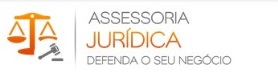 ASSESSORIA
JURÍDICA
DEFENDA O SEU NEGÓCIO